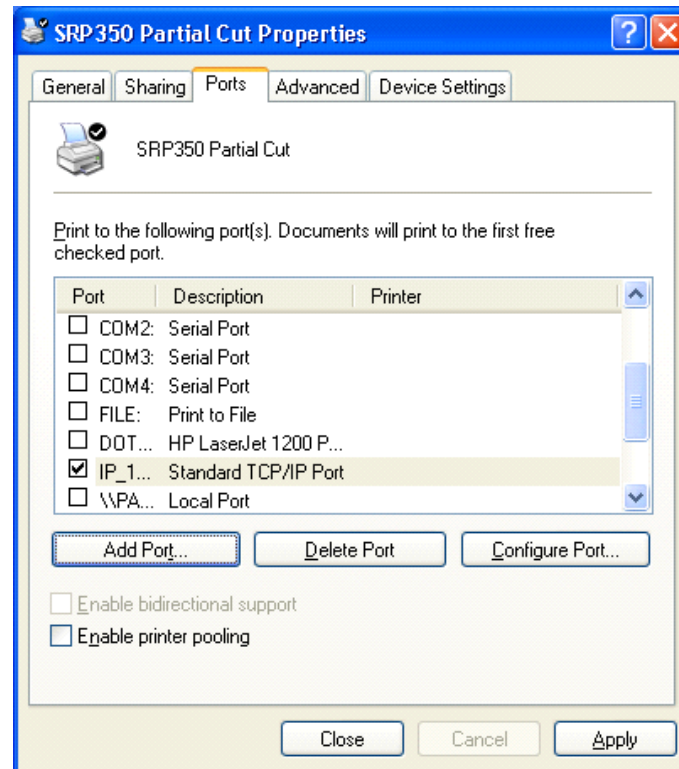 SRP350 Partial Cut Properties
General Sharing Ports Advanced Device Settings
SRP350 Partial Cut
Print to the following port(s). Documents will print to the first free
checked port.
Port Description Printer
COM2: Serial Port
COM3: Serial Port
COM4: Serial Port
FILE: Print to File
DOT... HP LaserJet 1200 P...
IP_1... Standard TCP/IP Port
\\PA... Local Port
Add Port... Delete Port Configure Port...
Enable bidirectional support
Enable printer pooling
Close Cancel Apply